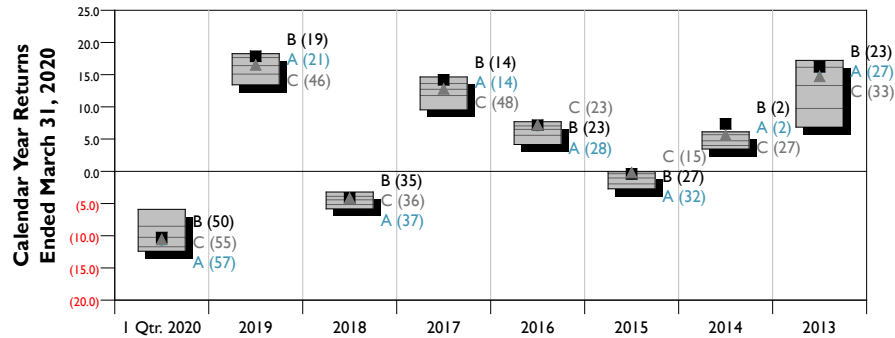 Calendar Year Returns
Ended March 31, 2020
25.0
20.0
15.0
10.0
5.0
0.0
(5.0)
(10.0)
(15.0)
(20.0)
B (50)
C (55)
A (57)
B (19)
A (21)
C (46)
B (35)
C (36)
A (37)
B (14)
A (14)
C (48)
C (23)
B (23)
A (28)
C (15)
B (27)
A (32)
B (2)
A (2)
C (27)
B (23)
A (27)
C (33)
1 Qtr. 2020
2019
2018
2017
2016
2015
2014
2013